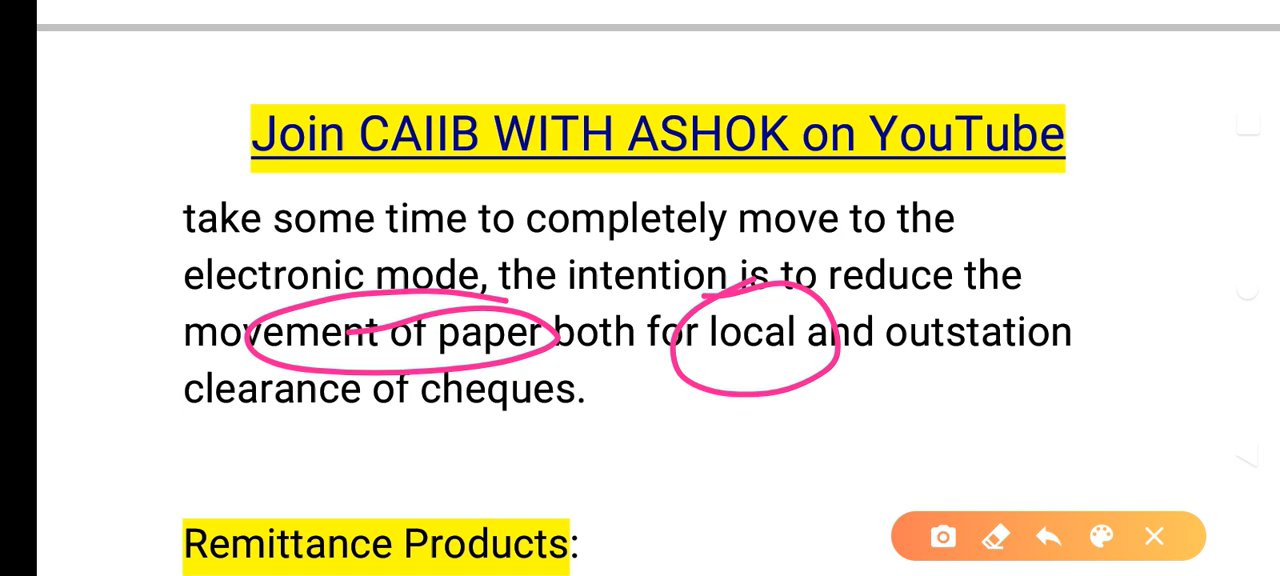 Join CAIIB WITH ASHOK on YouTube
take some time to completely move to the
electronic mode, the intention is to reduce the
movement of paper both for local and outstation
clearance of cheques.
Remittance Products: